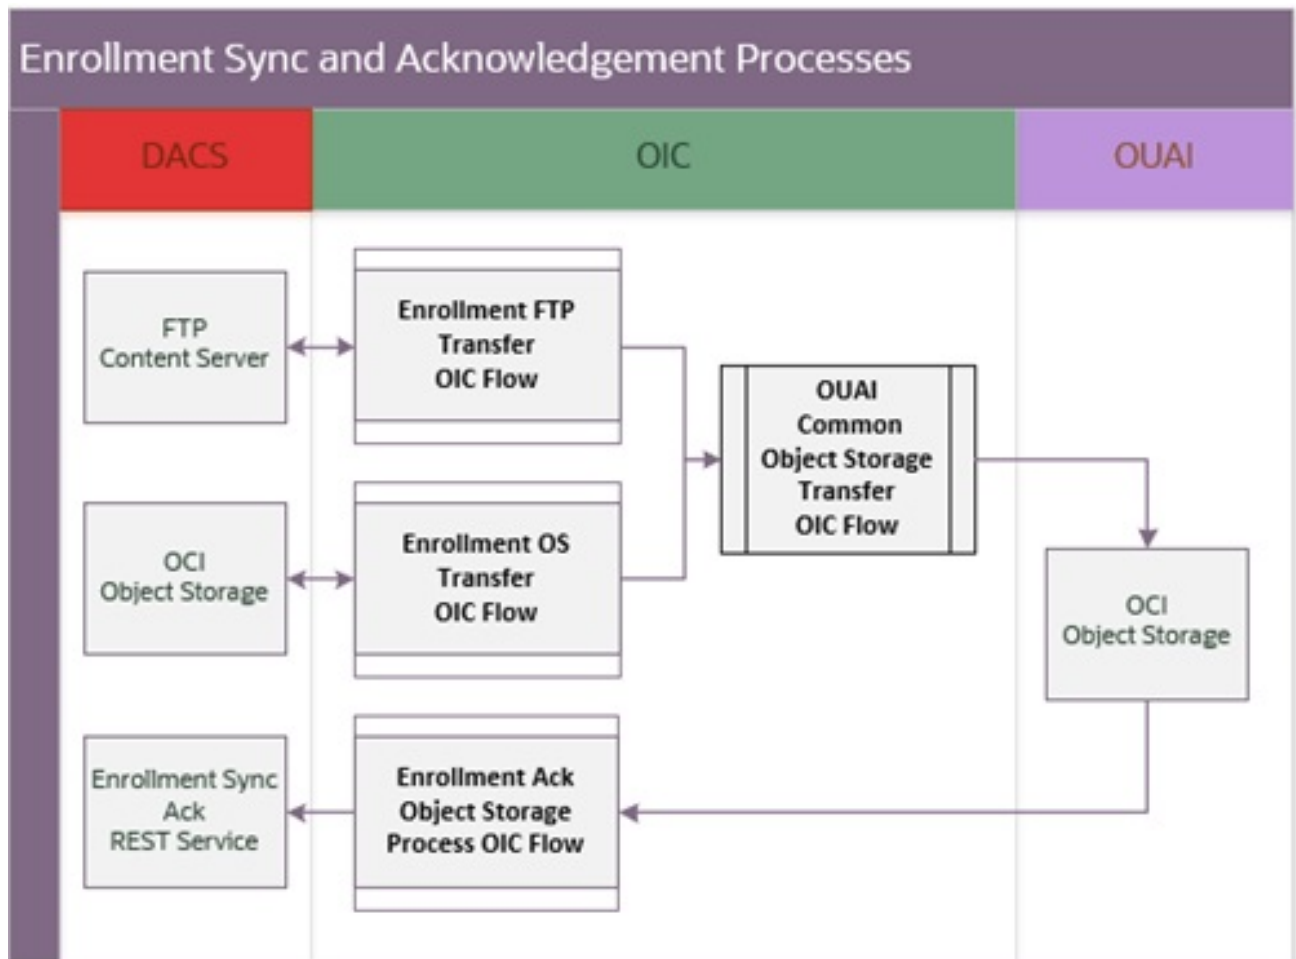 Enrollment Sync and Acknowledgement Processes
DACS
OIC
OUAI
FTP
Content Server
Enrollment FTP
Transfer
OIC Flow
OUAI
Common
Object Storage
Transfer
OIC Flow
OCI
Object Storage
Enrollment OS
Transfer
OIC Flow
OCI
Object Storage
Enrollment Sync
Ack
REST Service
Enrollment Ack
Object Storage
Process OIC Flow